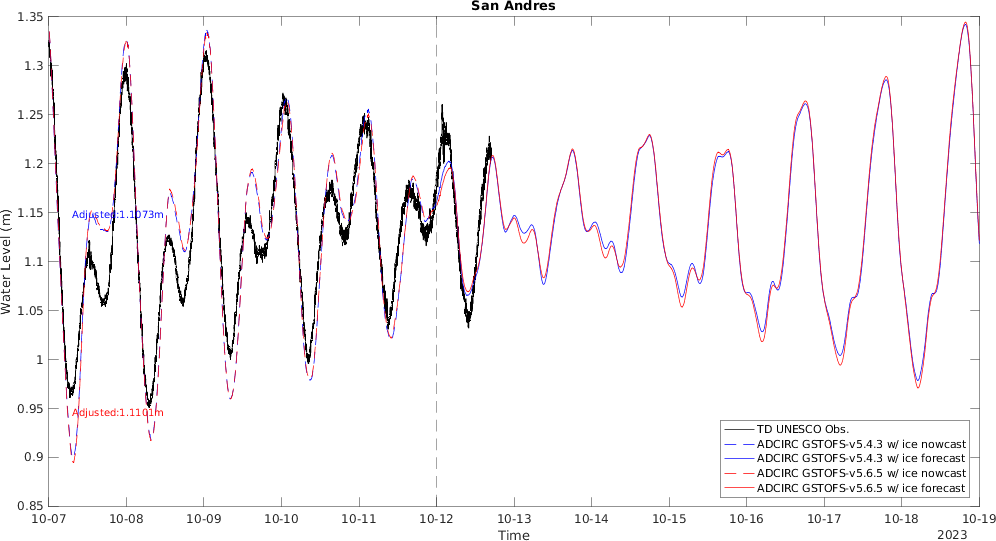 San Andres
Water Level (m)
1.35
1.3
1.25
1.2
1.15
1.1
1.05
1
0.95
0.9
0.85
Adjusted:1.1073m
Adjusted:1.1101m
TD UNESCO Obs.
ADCIRC GSTOFS-v5.4.3 w/ ice nowcast
ADCIRC GSTOFS-v5.4.3 w/ ice forecast
ADCIRC GSTOFS-v5.6.5 w/ ice nowcast
ADCIRC GSTOFS-v5.6.5 w/ ice forecast
10-07 10-08 10-09 10-10 10-11 10-12 10-13 10-14 10-15 10-16 10-17 10-18 10-19
Time
2023